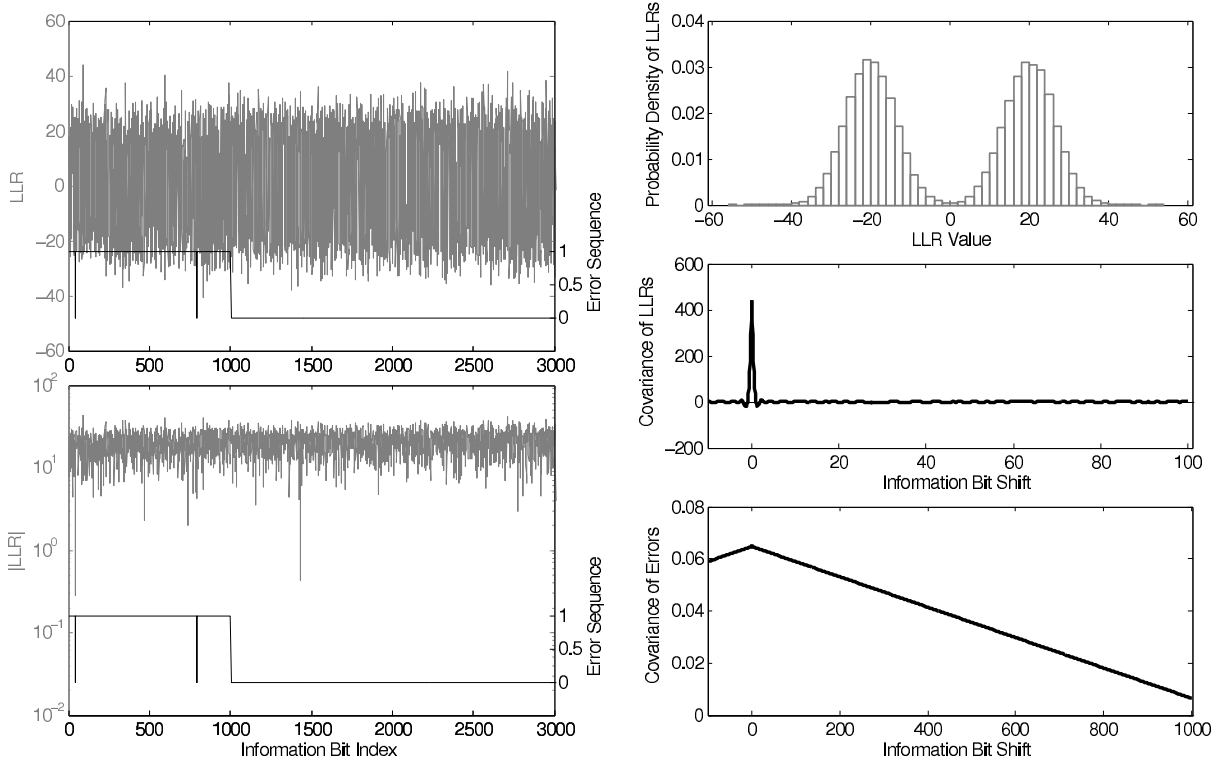 60
40
20
0
−20
−40
−60
LLR
1
0.5
0
Error Sequence
0 500 1000 1500 2000 2500 3000
10^2
10^1
10^0
10^−1
10^−2
|LLR|
1
0.5
0
Error Sequence
0 500 1000 1500 2000 2500 3000
Information Bit Index
0.04
0.03
0.02
0.01
0
Probability Density of LLRs
−60 −40 −20 0 20 40 60
LLR Value
600
400
200
0
−200
Covariance of LLRs
0 20 40 60 80 100
Information Bit Shift
0.08
0.06
0.04
0.02
0
Covariance of Errors
0 200 400 600 800 1000
Information Bit Shift